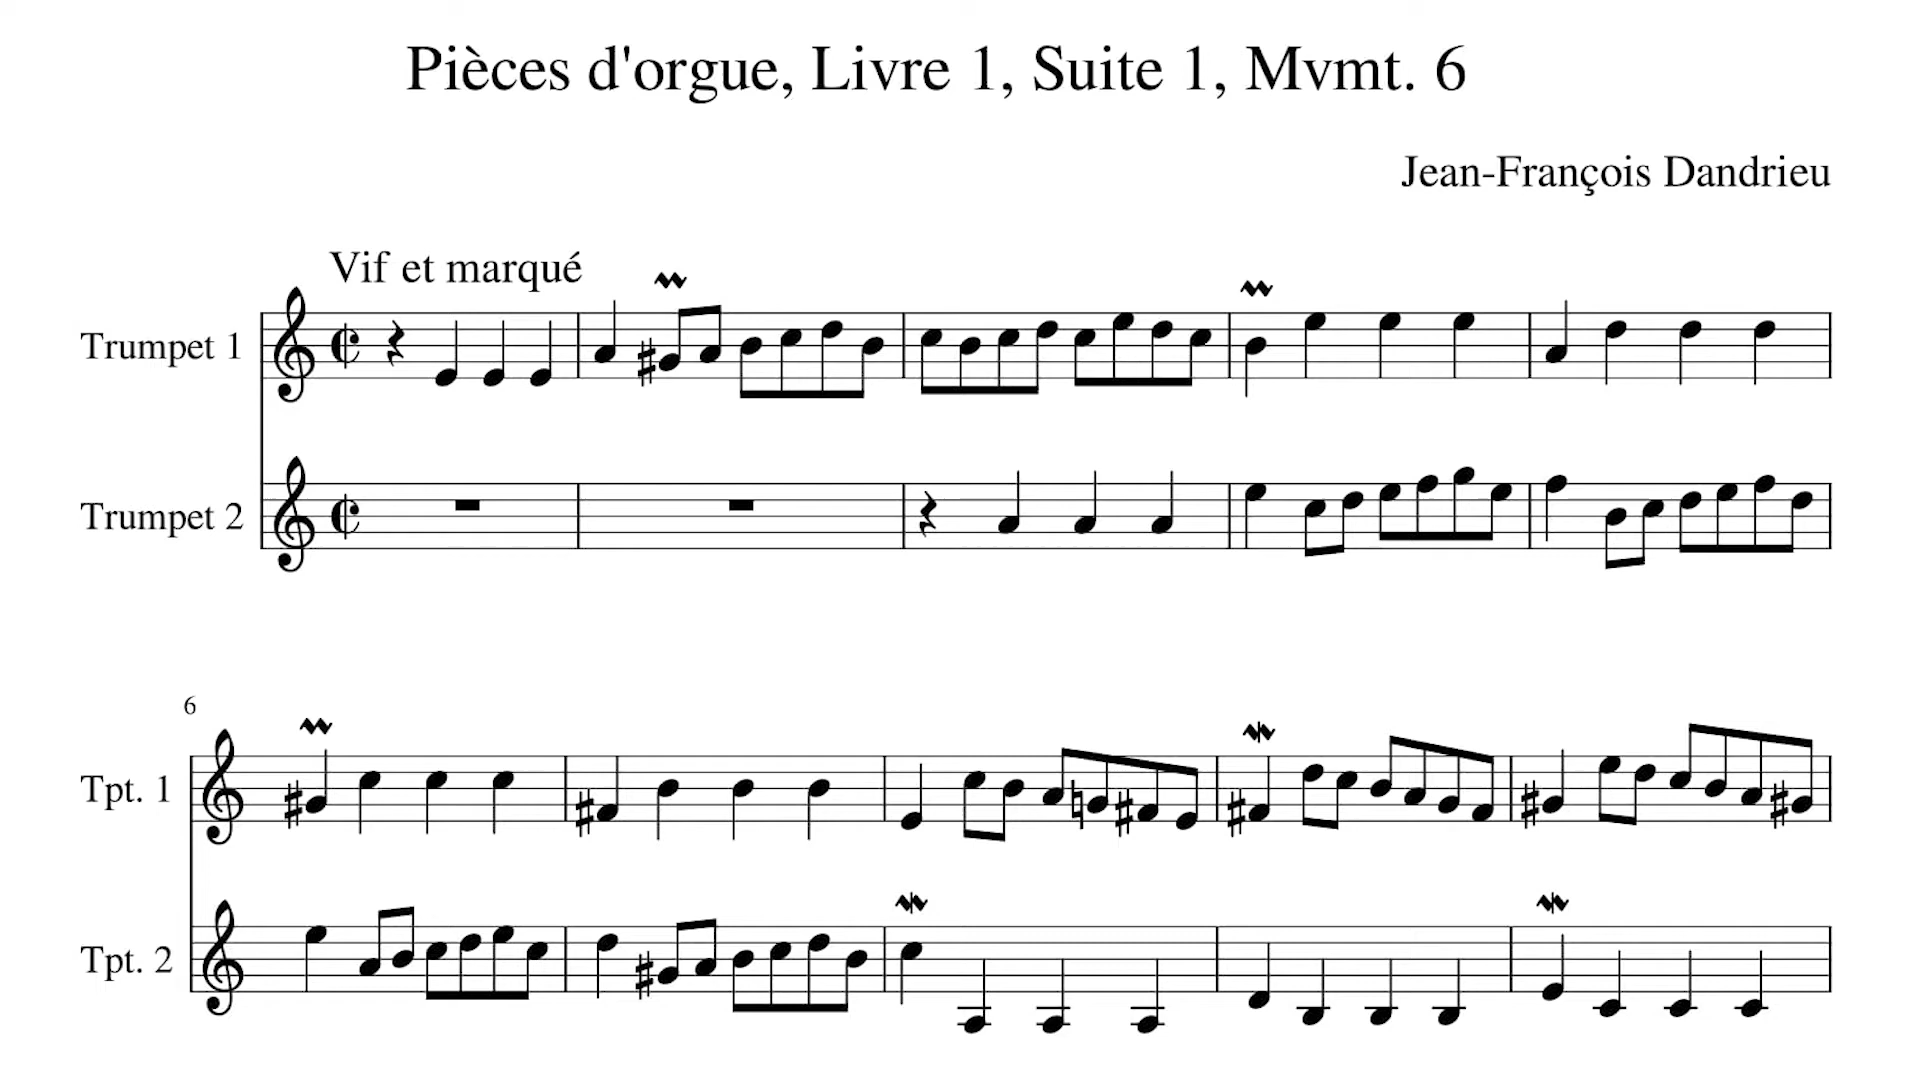 Pièces d'orgue, Livre 1, Suite 1, Mvmt. 6
Jean-François Dandrieu
Vif et marqué
Trumpet 1
Trumpet 2
6
Tpt. 1
Tpt. 2